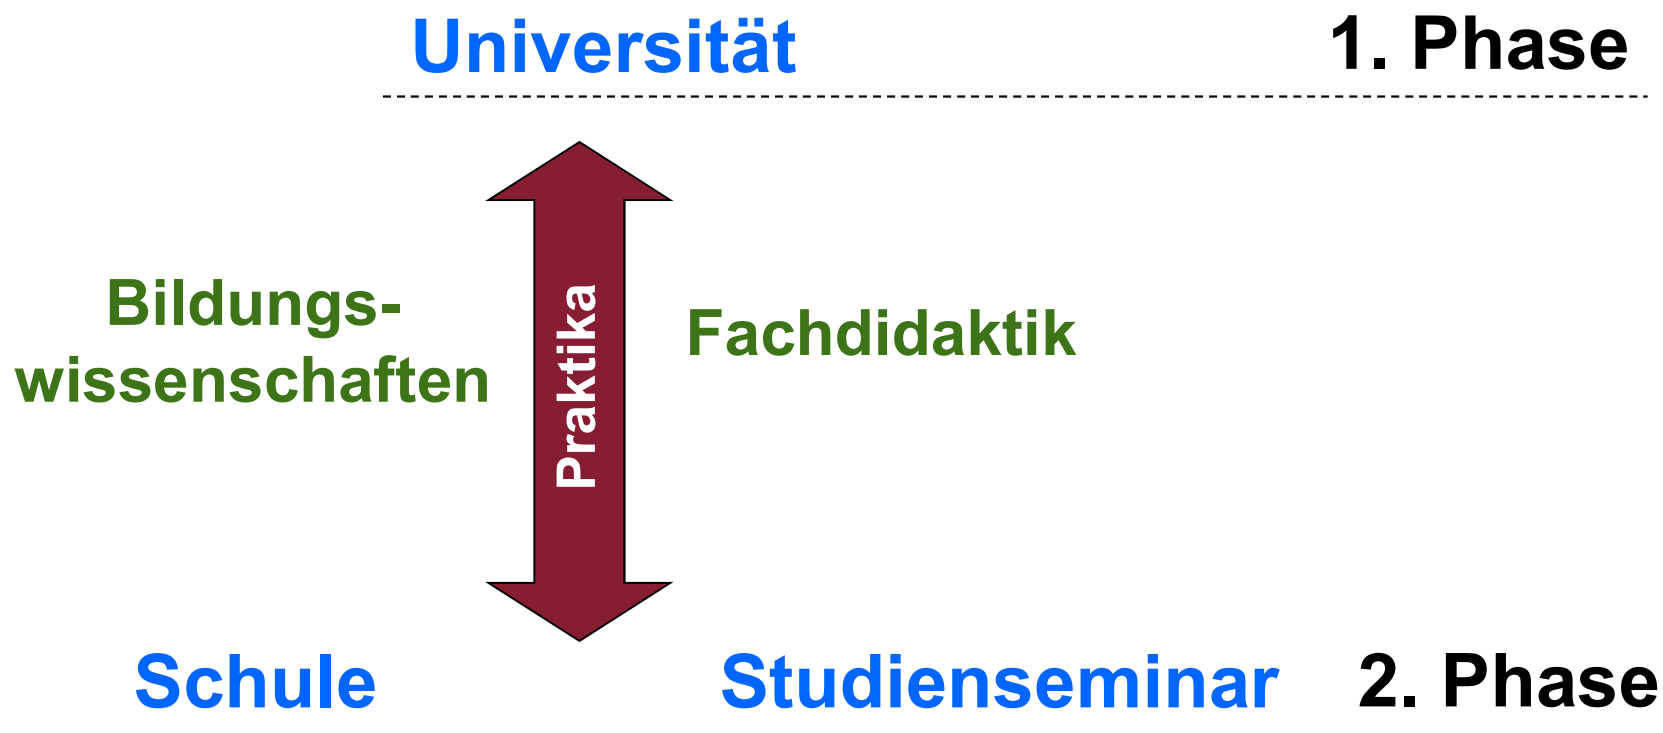 Universität
1. Phase
Bildungs-
wissenschaften
Praktika
Fachdidaktik
Schule
Studienseminar
2. Phase